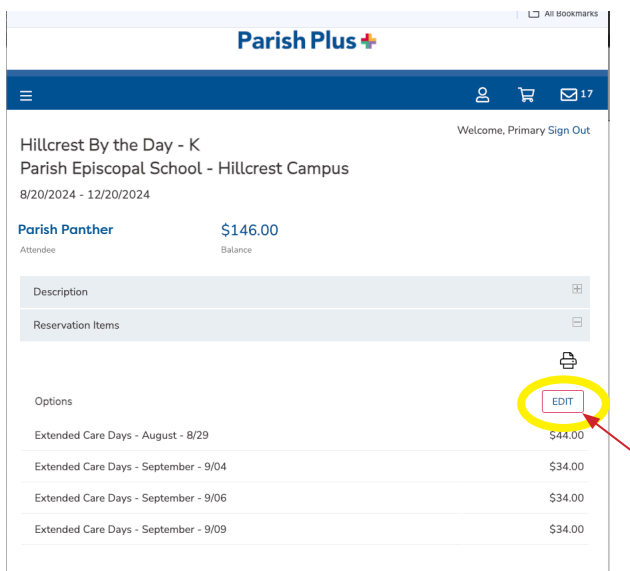 All Bookmarks
Parish Plus
17
Welcome, Primary Sign Out
Hillcrest By the Day - K
Parish Episcopal School - Hillcrest Campus
8/20/2024 - 12/20/2024
Parish Panther $146.00
Attendee Balance
Description
Reservation Items
Options EDIT
Extended Care Days - August - 8/29 $44.00
Extended Care Days - September - 9/04 $34.00
Extended Care Days - September - 9/06 $34.00
Extended Care Days - September - 9/09 $34.00